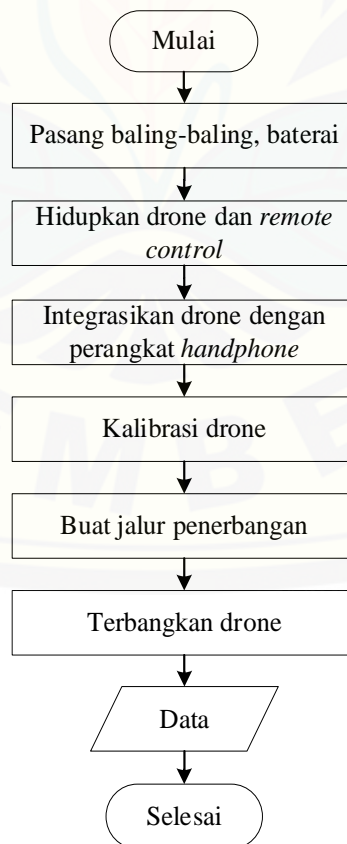 Mulai
Pasang baling-baling, baterai
Hidupkan drone dan remote
control
Integrasikan drone dengan
perangkat handphone
Kalibrasi drone
Buat jalur penerbangan
Terbangkan drone
Data
Selesai